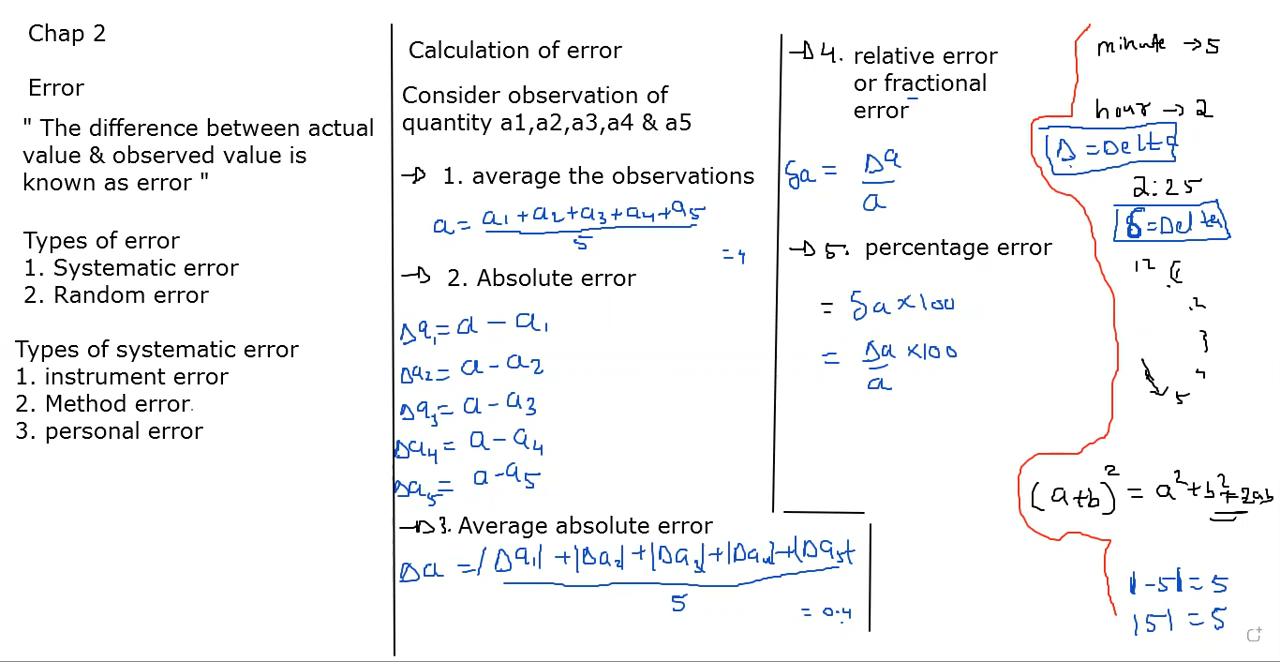 Chap 2
Error
" The difference between actual
value & observed value is
known as error "
Types of error
1. Systematic error
2. Random error
Types of systematic error
1. instrument error
2. Method error.
3. personal error
Calculation of error
Consider observation of
quantity a1,a2,a3,a4 & a5
→ 1. average the observations
a = a₁ + a₂ + a₃ + a₄ + a₅
5
= 4
→ 2. Absolute error
Δa₁ = a - a₁
Δa₂ = a - a₂
Δa₃ = a - a₃
Δa₄ = a - a₄
Δa₅ = a - a₅
→ 3. Average absolute error
Δa = |Δa₁| + |Δa₂| + |Δa₃| + |Δa₄| + |Δa₅|
5
= 0.4
→ 4. relative error
or fractional
error
δa = Δa
a
→ 5. percentage error
= δa × 100
= Δa × 100
a
minute → 5
hour → 2
Δ = Delta
2:25
δ = Delta
12
2
3
4
5
(a+b)² = a² + b² + 2ab
|-5| = 5
|5| = 5